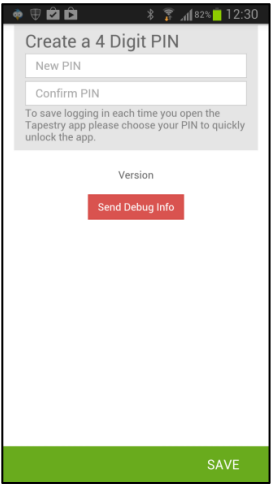 82% 12:30
Create a 4 Digit PIN
New PIN
Confirm PIN
To save logging in each time you open the
Tapestry app please choose your PIN to quickly
unlock the app.
Version
Send Debug Info
SAVE